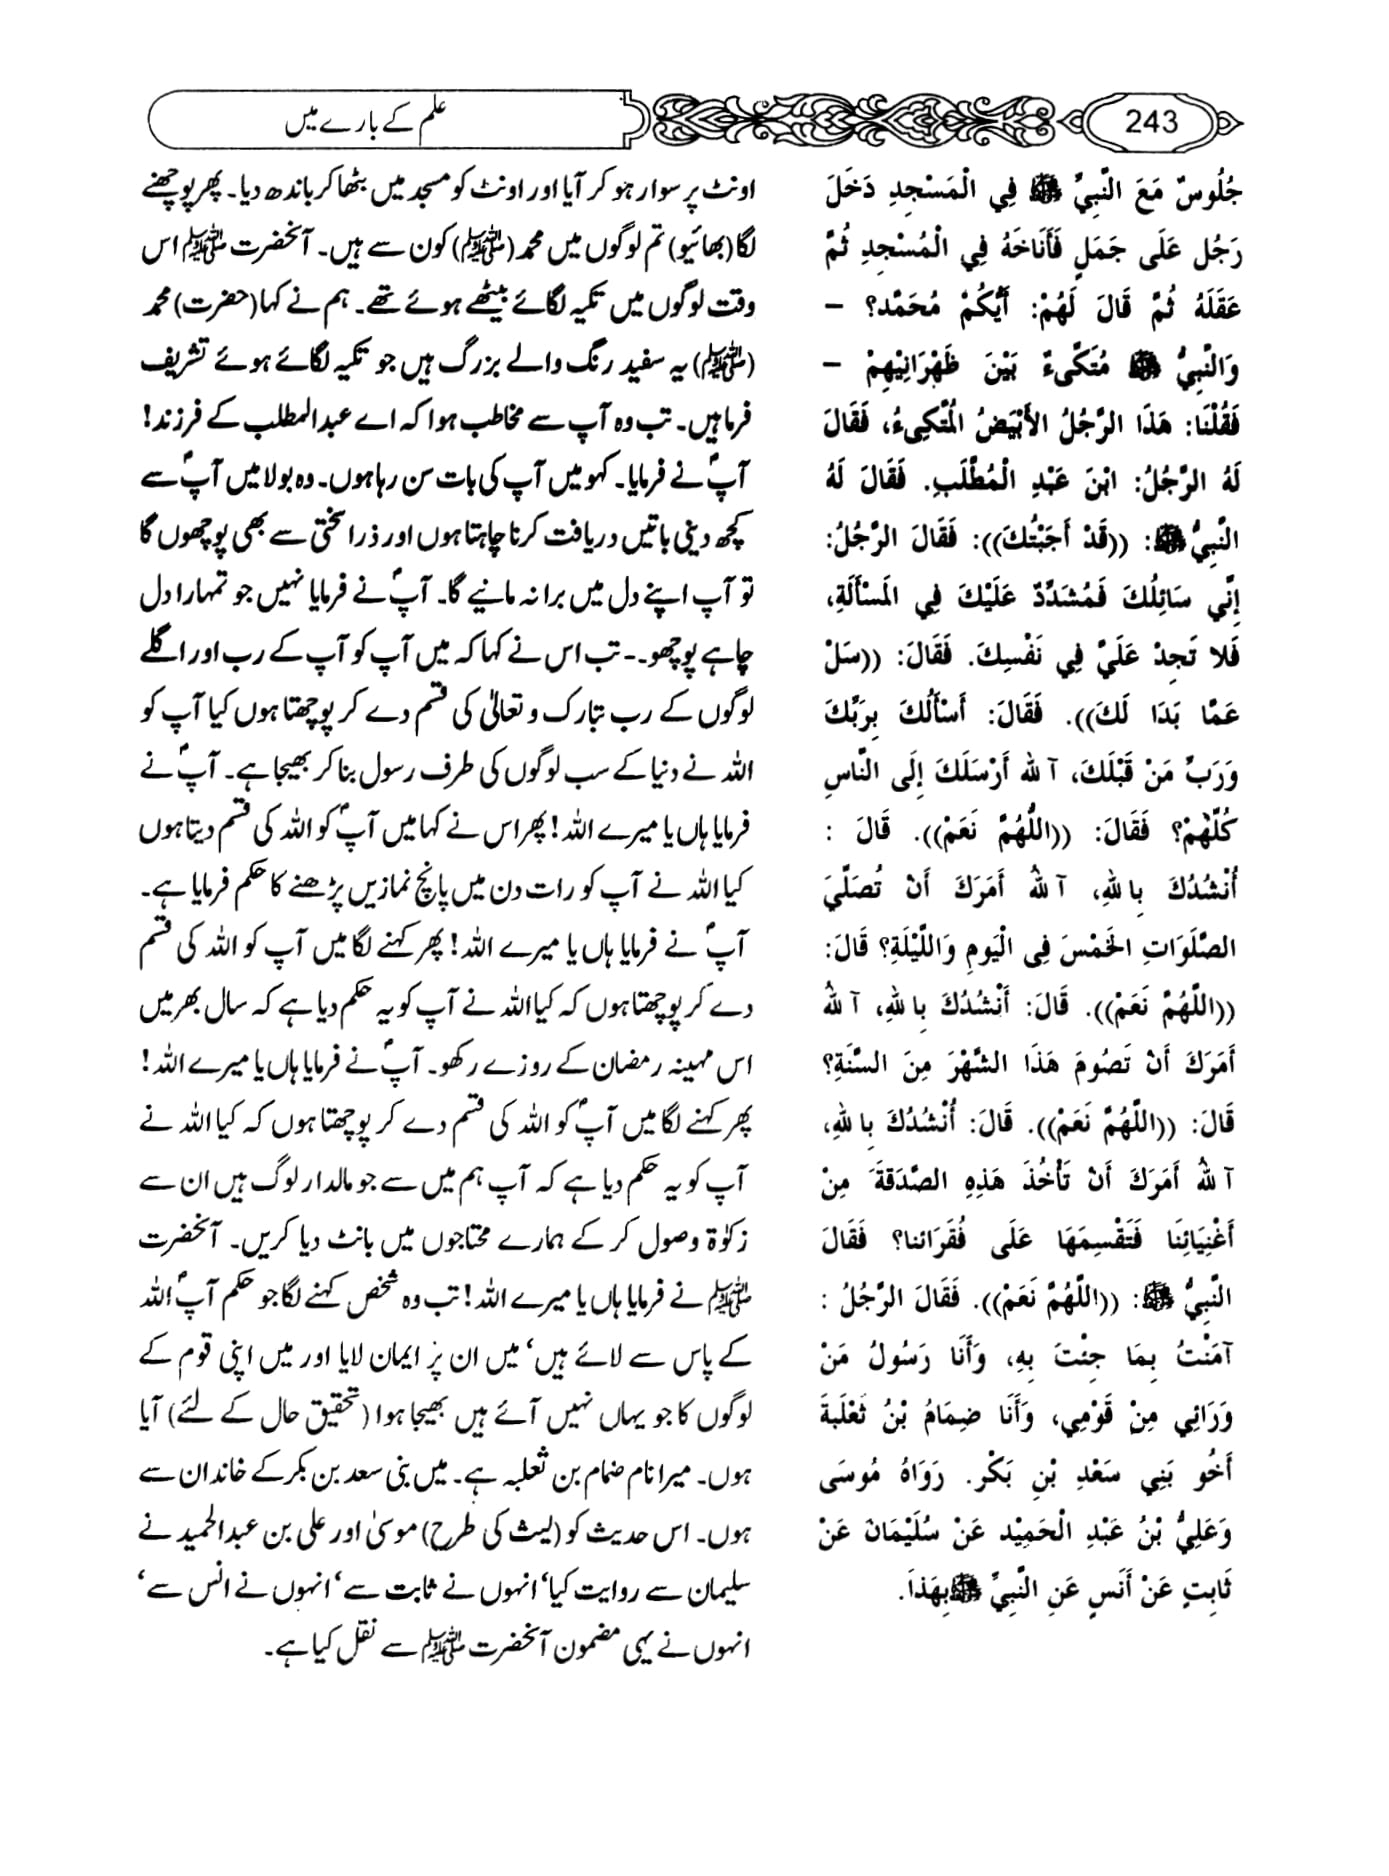 243
علم کے بارے میں
جُلُوسٌ مَعَ النَّبِيِّ ﷺ فِي الْمَسْجِدِ دَخَلَ
رَجُل عَلَى جَمَلٍ فَأَنَاخَهُ فِي الْمَسْجِدِ ثُمَّ
عَقَلَهُ ثُمَّ قَالَ لَهُمْ: أَيُّكُمْ مُحَمَّد؟ –
وَالنَّبِيُّ ﷺ مُتَكِيءٌ بَيْنَ ظَهْرَانِيْهِمْ –
فَقُلْنَا: هَذَا الرَّجُلُ الأَبْيَضُ الْمُتَّكِىءُ، فَقَالَ
لَهُ الرَّجُلُ: ابْنَ عَبْدِ الْمُطَّلَبِ. فَقَالَ لَهُ
النَّبِيُّ ﷺ: ((قَدْ أَجَبْتُكَ)): فَقَالَ الرَّجُلُ:
إِنِّي سَائِلُكَ فَمُشَدِّدٌ عَلَيْكَ فِي الْمَسْأَلَةِ،
فَلا تَجِدْ عَلَيَّ فِي نَفْسِكَ. فَقَالَ: ((سَلْ
عَمَّا بَدَا لَكَ)). فَقَالَ: أَسْأَلُكَ بِرَبِّكَ
وَرَبِّ مَنْ قَبْلَكَ، آ للهُ أَرْسَلَكَ إِلَى النَّاسِ
كُلِّهْمْ؟ فَقَالَ: ((اللَّهُمَّ نَعَمْ)). قَالَ :
أُنْشُدُكَ بِا للهِ، آ للهُ أَمَرَكَ أَنْ تُصَلِّيَ
الصَّلَوَاتِ الخَمْسَ فِى الْيَومِ وَاللَّيْلَةِ؟ قَالَ:
((اللَّهُمَّ نَعَمْ)). قَالَ: أَنْشُدُكَ بِا للهِ، آ للهُ
أَمَرَكَ أَنْ تَصُومَ هَذَا الشَّهْرَ مِنَ السَّنَةِ؟
قَالَ: ((اللَّهُمَّ نَعَمْ)). قَالَ: أُنْشُدُكَ بِا للهِ،
آ للهُ أَمَرَكَ أَنْ تَأْخُذَ هَذِهِ الصَّدَقةَ مِنْ
أَغْنِيَائِنَا فَتَقْسِمَهَا عَلَى فُقَرَائنا؟ فَقَالَ
النَّبِيُّ ﷺ: ((اللَّهُمَّ نَعَمْ)). فَقَالَ الرَّجُلُ :
آمَنْتُ بِمَا جِئْتَ بِهِ، وَأَنَا رَسُولُ مَنْ
وَرَائِي مِنْ قَوْمِي، وَأَنَا ضِمَامُ بْنُ ثَعْلَبةَ
أَخُو بَنِي سَعْدِ بْنِ بَكْر. رَوَاهُ مُوسَى
وَعَلِيُّ بْنُ عَبْدِ الْحَمِيْد عَنْ سُلَيْمَان عَنْ
ثَابِتٍ عَنْ أَنَسٍ عَنِ النَّبِيِّ ﷺبِهَذَا.
اونٹ پر سوار ہو کر آیا اور اونٹ کو مسجد میں بٹھا کر باندھ دیا۔ پھر پوچھنے
لگا (بھائیو) تم لوگوں میں محمد (ﷺ) کون سے ہیں۔ آنحضرت ﷺ اس
وقت لوگوں میں تکیہ لگائے بیٹھے ہوئے تھے۔ ہم نے کہا (حضرت) محمد
(ﷺ) یہ سفید رنگ والے بزرگ ہیں جو تکیہ لگائے ہوئے تشریف
فرما ہیں۔ تب وہ آپ سے مخاطب ہوا کہ اے عبدالمطلب کے فرزند!
آپؐ نے فرمایا۔ کہو میں آپ کی بات سن رہا ہوں۔ وہ بولا میں آپؐ سے
کچھ دینی باتیں دریافت کرنا چاہتا ہوں اور ذرا سختی سے بھی پوچھوں گا
تو آپ اپنے دل میں برا نہ مانیے گا۔ آپؐ نے فرمایا نہیں جو تمہارا دل
چاہے پوچھو۔-تب اس نے کہا کہ میں آپ کو آپ کے رب اور اگلے
لوگوں کے رب تبارک و تعالیٰ کی قسم دے کر پوچھتا ہوں کیا آپ کو
اللہ نے دنیا کے سب لوگوں کی طرف رسول بنا کر بھیجا ہے۔ آپؐ نے
فرمایا ہاں یا میرے اللہ! پھر اس نے کہا میں آپؐ کو اللہ کی قسم دیتا ہوں
کیا اللہ نے آپ کو رات دن میں پانچ نمازیں پڑھنے کا حکم فرمایا ہے۔
آپؐ نے فرمایا ہاں یا میرے اللہ! پھر کہنے لگا میں آپ کو اللہ کی قسم
دے کر پوچھتا ہوں کہ کیا اللہ نے آپ کو یہ حکم دیا ہے کہ سال بھر میں
اس مہینہ رمضان کے روزے رکھو۔ آپؐ نے فرمایا ہاں یا میرے اللہ!
پھر کہنے لگا میں آپؐ کو اللہ کی قسم دے کر پوچھتا ہوں کہ کیا اللہ نے
آپ کو یہ حکم دیا ہے کہ آپ ہم میں سے جو مالدار لوگ ہیں ان سے
زکوٰۃ وصول کر کے ہمارے محتاجوں میں بانٹ دیا کریں۔ آنحضرت
ﷺ نے فرمایا ہاں یا میرے اللہ! تب وہ شخص کہنے لگا جو حکم آپؐ اللہ
کے پاس سے لائے ہیں‘ میں ان پر ایمان لایا اور میں اپنی قوم کے
لوگوں کا جو یہاں نہیں آئے ہیں بھیجا ہوا (تحقیق حال کے لئے) آیا
ہوں۔ میرا نام ضمام بن ثعلبہ ہے۔ میں بنی سعد بن بکر کے خاندان سے
ہوں۔ اس حدیث کو (لیث کی طرح) موسیٰ اور علی بن عبدالحمید نے
سلیمان سے روایت کیا‘ انہوں نے ثابت سے‘ انہوں نے انس سے‘
انہوں نے یہی مضمون آنحضرت ﷺ سے نقل کیا ہے۔